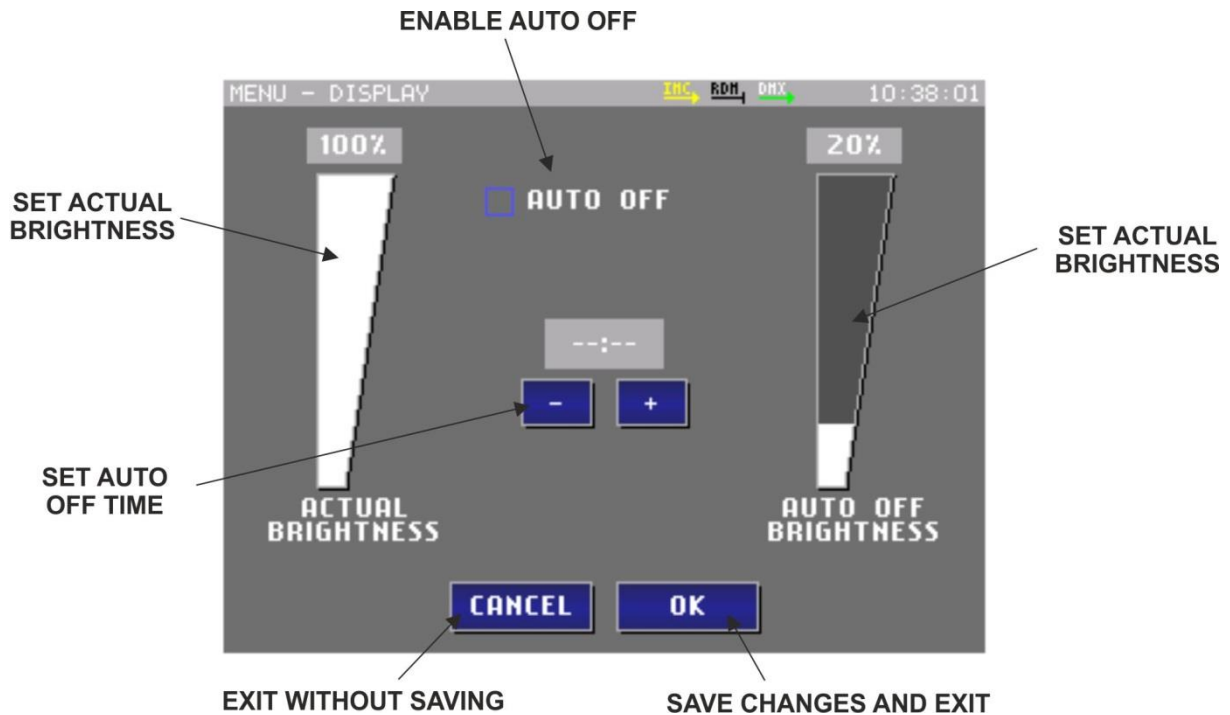 ENABLE AUTO OFF
MENU - DISPLAY
IMC
RDM
DMX
10:38:01
100%
20%
AUTO OFF
SET ACTUAL
BRIGHTNESS
SET ACTUAL
BRIGHTNESS
--:--
-
+
SET AUTO
OFF TIME
ACTUAL
BRIGHTNESS
AUTO OFF
BRIGHTNESS
CANCEL
OK
EXIT WITHOUT SAVING
SAVE CHANGES AND EXIT